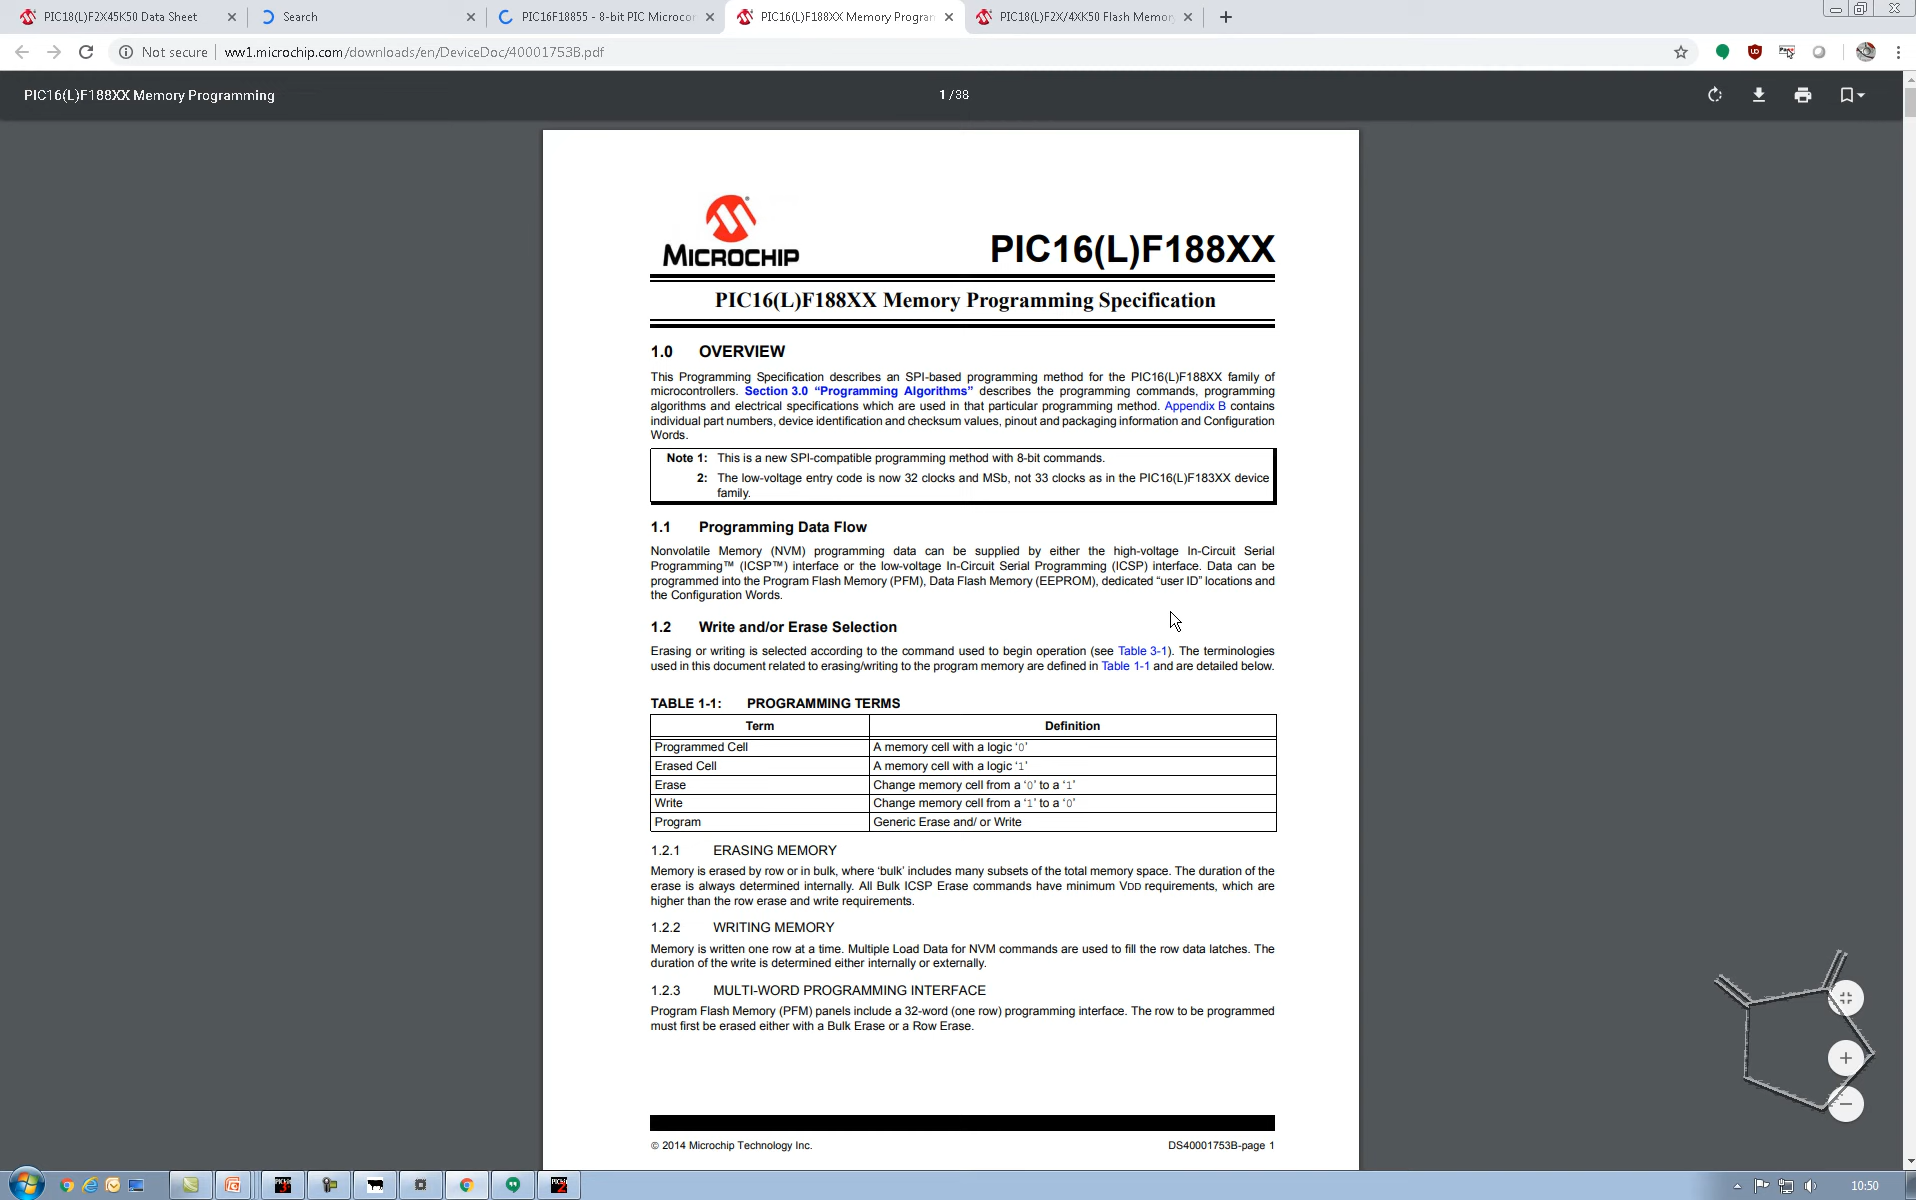 PIC18(L)F2X45K50 Data Sheet
Search
PIC16F18855 - 8-bit PIC Microcor
PIC16(L)F188XX Memory Program
PIC18(L)F2X/4XK50 Flash Memor
Not secure
ww1.microchip.com/downloads/en/DeviceDoc/40001753B.pdf
PIC16(L)F188XX Memory Programming
1 / 38
MICROCHIP
PIC16(L)F188XX
PIC16(L)F188XX Memory Programming Specification
1.0 OVERVIEW
This Programming Specification describes an SPI-based programming method for the PIC16(L)F188XX family of
microcontrollers. Section 3.0 “Programming Algorithms” describes the programming commands, programming
algorithms and electrical specifications which are used in that particular programming method. Appendix B contains
individual part numbers, device identification and checksum values, pinout and packaging information and Configuration
Words.
Note 1: This is a new SPI-compatible programming method with 8-bit commands.
2: The low-voltage entry code is now 32 clocks and MSb, not 33 clocks as in the PIC16(L)F183XX device
family.
1.1 Programming Data Flow
Nonvolatile Memory (NVM) programming data can be supplied by either the high-voltage In-Circuit Serial
Programming™ (ICSP™) interface or the low-voltage In-Circuit Serial Programming (ICSP) interface. Data can be
programmed into the Program Flash Memory (PFM), Data Flash Memory (EEPROM), dedicated “user ID” locations and
the Configuration Words.
1.2 Write and/or Erase Selection
Erasing or writing is selected according to the command used to begin operation (see Table 3-1). The terminologies
used in this document related to erasing/writing to the program memory are defined in Table 1-1 and are detailed below.
TABLE 1-1: PROGRAMMING TERMS
Term Definition
Programmed Cell A memory cell with a logic ‘0’
Erased Cell A memory cell with a logic ‘1’
Erase Change memory cell from a ‘0’ to a ‘1’
Write Change memory cell from a ‘1’ to a ‘0’
Program Generic Erase and/ or Write
1.2.1 ERASING MEMORY
Memory is erased by row or in bulk, where ‘bulk’ includes many subsets of the total memory space. The duration of the
erase is always determined internally. All Bulk ICSP Erase commands have minimum VDD requirements, which are
higher than the row erase and write requirements.
1.2.2 WRITING MEMORY
Memory is written one row at a time. Multiple Load Data for NVM commands are used to fill the row data latches. The
duration of the write is determined either internally or externally.
1.2.3 MULTI-WORD PROGRAMMING INTERFACE
Program Flash Memory (PFM) panels include a 32-word (one row) programming interface. The row to be programmed
must first be erased either with a Bulk Erase or a Row Erase.
© 2014 Microchip Technology Inc. DS40001753B-page 1
10:50